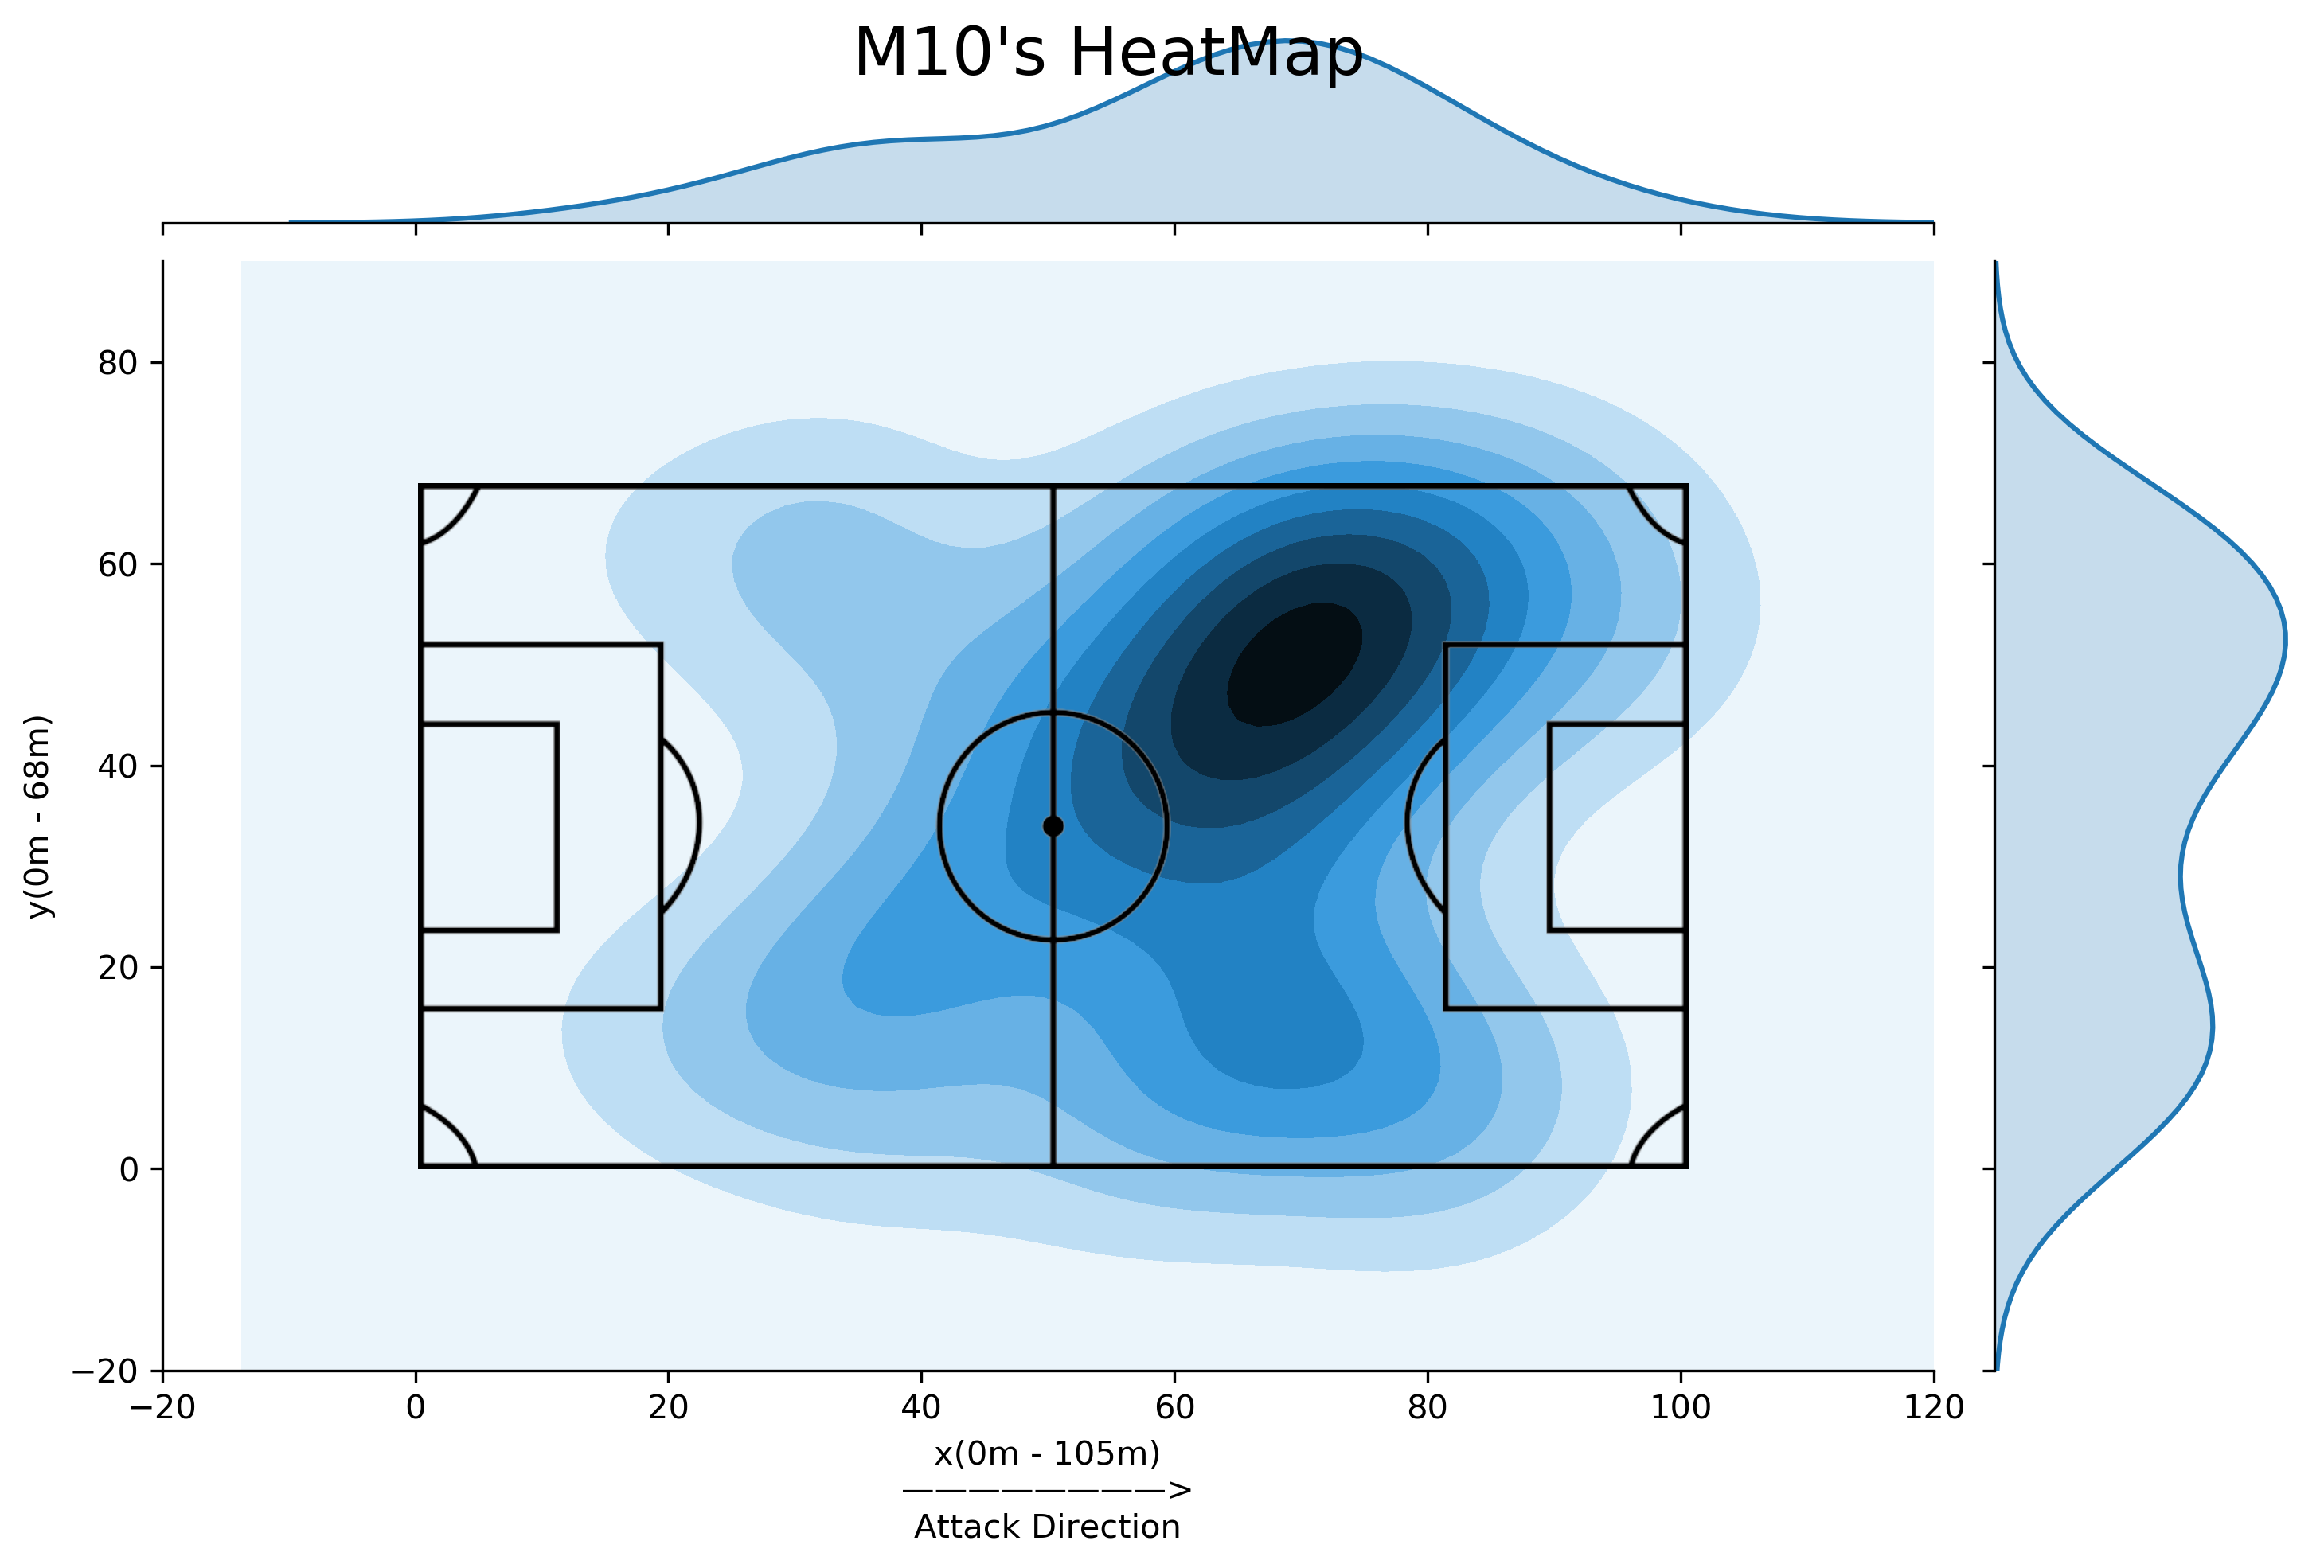 M10's HeatMap
80
60
40
20
0
−20
y(0m - 68m)
−20 0 20 40 60 80 100 120
x(0m - 105m)
————————>
Attack Direction